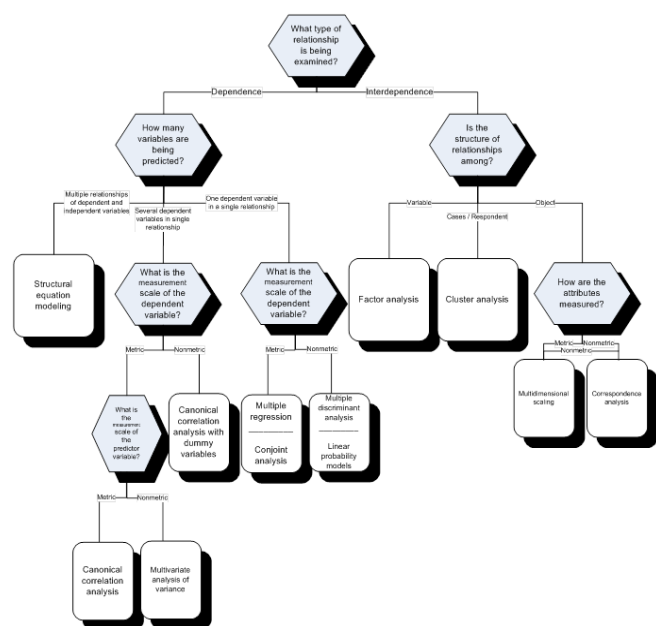 What type of
relationship
is being
examined?
Dependence
Interdependence
How many
variables are
being
predicted?
Is the
structure of
relationships
among?
Multiple relationships
of dependent and
independent variables
Several dependent
variables in single
relationship
One dependent variable
in a single relationship
Variable
Cases / Respondent
Object
Structural
equation
modeling
What is the
measurement
scale of the
dependent
variable?
What is the
measurement
scale of the
dependent
variable?
Factor analysis
Cluster analysis
How are the
attributes
measured?
Metric
Nonmetric
Metric
Nonmetric
Metric
Nonmetric
Nonmetric
What is
the
measurement
scale of
the
predictor
variable?
Canonical
correlation
analysis with
dummy
variables
Multiple
regression
Conjoint
analysis
Multiple
discriminant
analysis
Linear
probability
models
Multidimensional
scaling
Correspondence
analysis
Metric
Nonmetric
Canonical
correlation
analysis
Multivariate
analysis of
variance